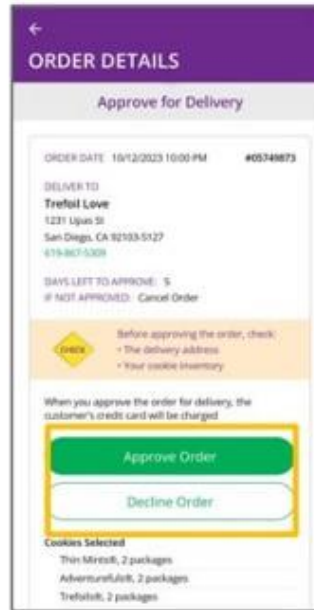 ORDER DETAILS
Approve for Delivery
ORDER DATE 10/12/2023 10:00 PM #05749873
DELIVER TO
Trefoil Love
1231 Upas St
San Diego, CA 92103-5127
619-867-5309
DAYS LEFT TO APPROVE: 5
IF NOT APPROVED: Cancel Order
CHECK
Before approving the order, check:
• The delivery address
• Your cookie inventory
When you approve the order for delivery, the
customer's credit card will be charged
Approve Order
Decline Order
Cookies Selected
Thin Mints®, 2 packages
Adventurefuls®, 2 packages
Trefoils®, 2 packages